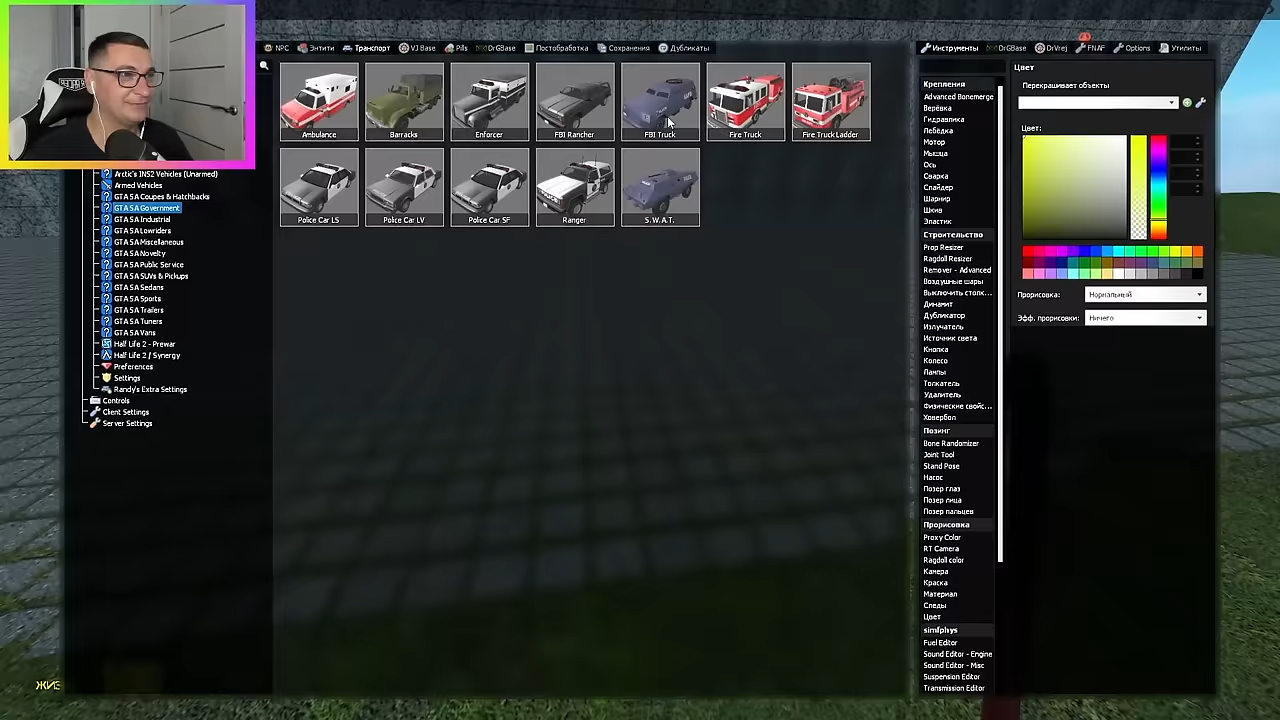 NPC Энтити Транспорт VJ Base Pills DrGBase Постобработка Сохранения Дубликаты
Инструменты DrGBase DrVrej FNAF Options Утилиты
Arctic's INS2 Vehicles (Unarmed)
Armed Vehicles
GTA SA Coupes & Hatchbacks
GTA SA Government
GTA SA Industrial
GTA SA Lowriders
GTA SA Miscellaneous
GTA SA Novelty
GTA SA Public Service
GTA SA SUVs & Pickups
GTA SA Sedans
GTA SA Sports
GTA SA Trailers
GTA SA Tuners
GTA SA Vans
Half Life 2 - Prewar
Half Life 2 / Synergy
Preferences
Settings
Randy's Extra Settings
Controls
Client Settings
Server Settings
Ambulance Barracks Enforcer FBI Rancher FBI Truck Fire Truck Fire Truck Ladder
Police Car LS Police Car LV Police Car SF Ranger S.W.A.T.
Крепления
Advanced Bonemerge
Верёвка
Гидравлика
Лебёдка
Мотор
Мышца
Ось
Сварка
Слайдер
Шарнир
Шкив
Эластик
Строительство
Prop Resizer
Ragdoll Resizer
Remover - Advanced
Воздушные шары
Выключить столк...
Динамит
Дубликатор
Излучатель
Источник света
Кнопка
Колесо
Лампы
Толкатель
Удалитель
Физические свойс...
Ховербол
Позинг
Bone Randomizer
Joint Tool
Stand Pose
Насос
Позер глаз
Позер лица
Позер пальцев
Прорисовка
Proxy Color
RT Camera
Ragdoll color
Камера
Краска
Материал
Следы
Цвет
simfphys
Fuel Editor
Sound Editor - Engine
Sound Editor - Misc
Suspension Editor
Transmission Editor
Цвет
Перекрашивает объекты
Цвет:
Прорисовка: Нормальный
Эфф. прорисовки: Ничего